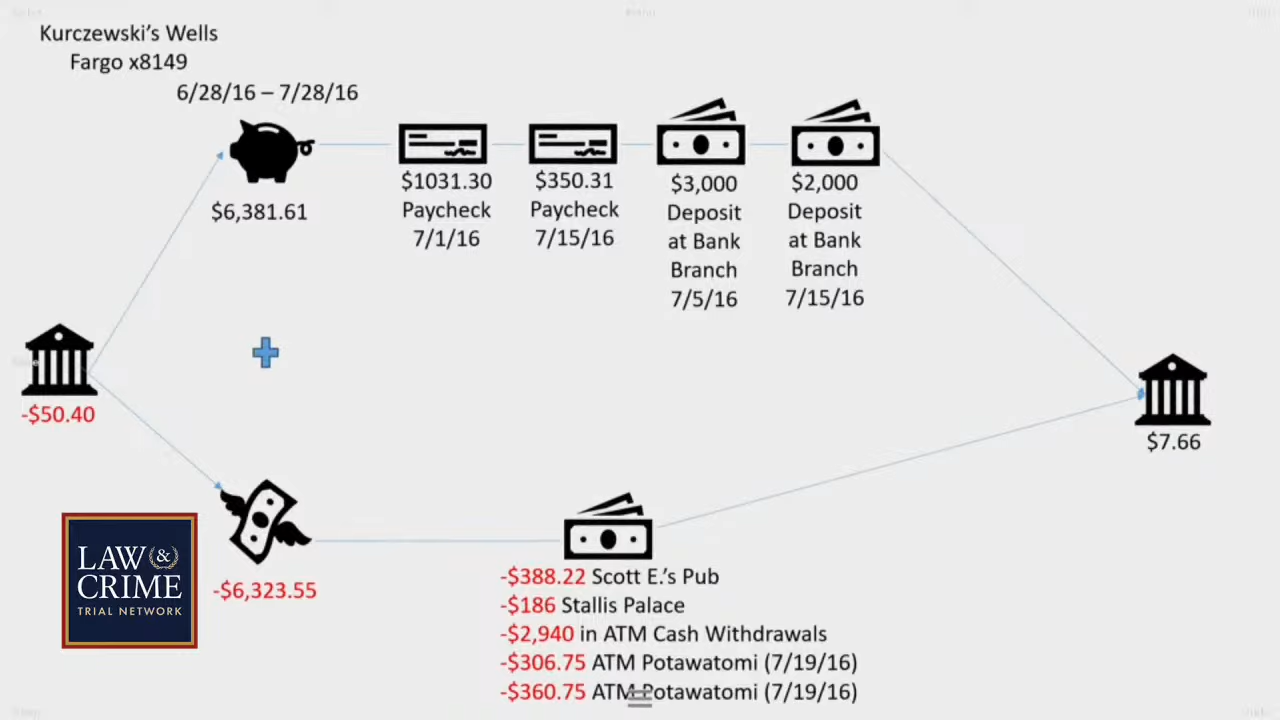 Kurczewski's Wells
Fargo x8149
6/28/16 – 7/28/16
$6,381.61
$1031.30
Paycheck
7/1/16
$350.31
Paycheck
7/15/16
$3,000
Deposit
at Bank
Branch
7/5/16
$2,000
Deposit
at Bank
Branch
7/15/16
-$50.40
$7.66
LAW &
CRIME
TRIAL NETWORK
-$6,323.55
-$388.22 Scott E.'s Pub
-$186 Stallis Palace
-$2,940 in ATM Cash Withdrawals
-$306.75 ATM Potawatomi (7/19/16)
-$360.75 ATM Potawatomi (7/19/16)